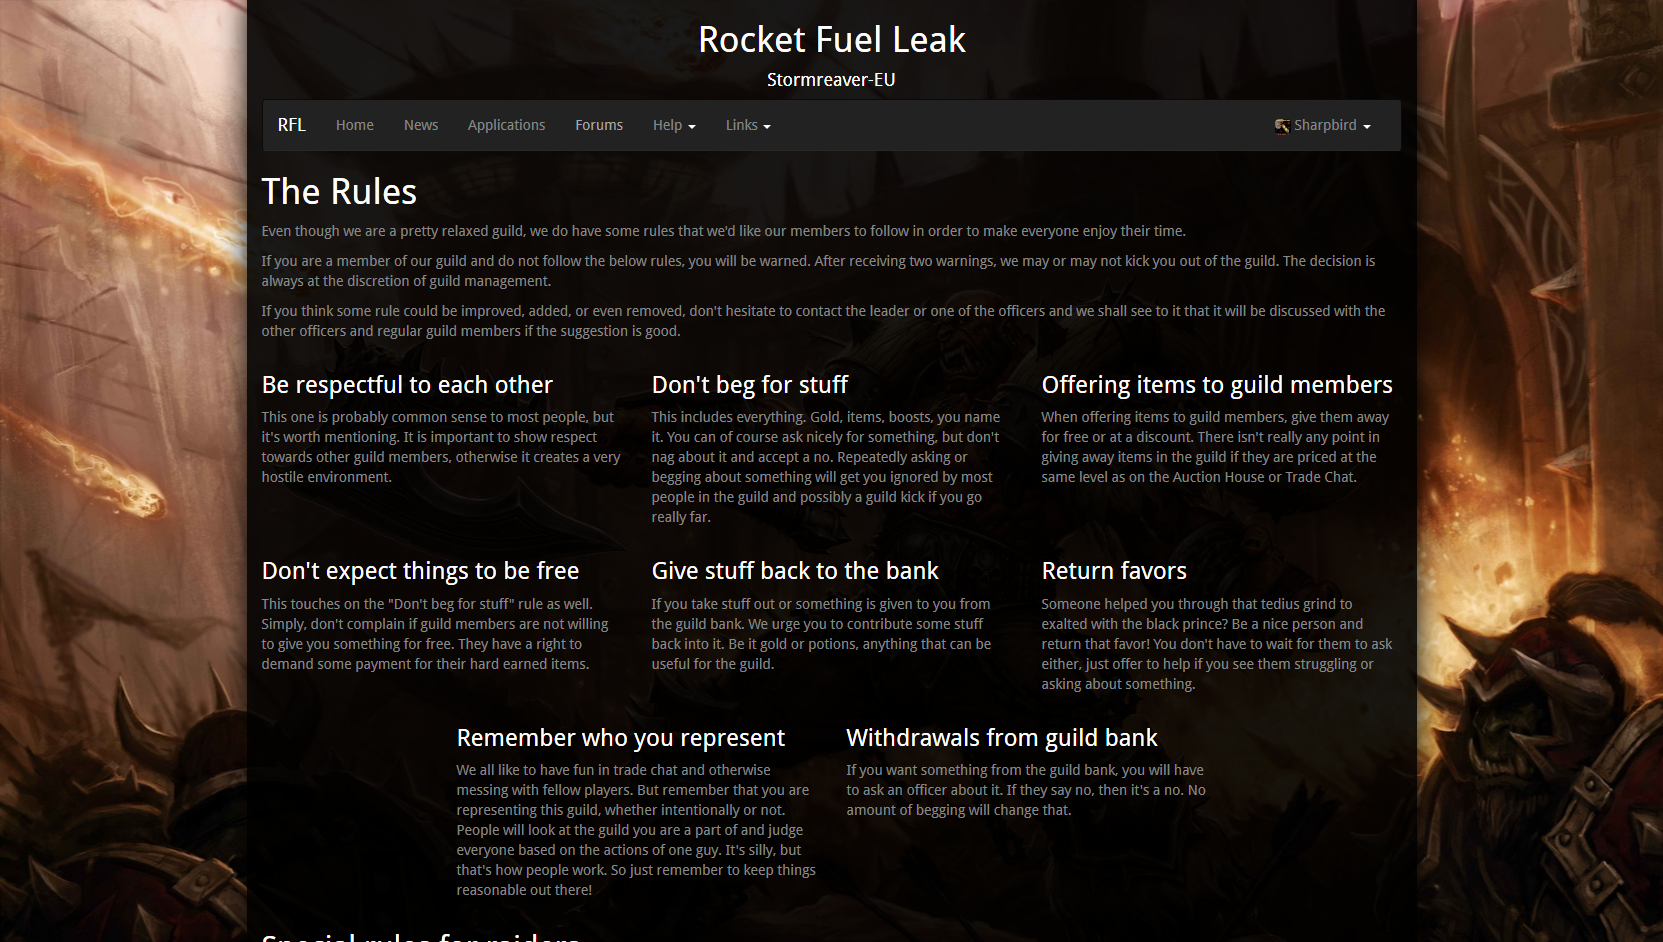 Rocket Fuel Leak
Stormreaver-EU
RFL Home News Applications Forums Help Links Sharpbird
The Rules
Even though we are a pretty relaxed guild, we do have some rules that we'd like our members to follow in order to make everyone enjoy their time.
If you are a member of our guild and do not follow the below rules, you will be warned. After receiving two warnings, we may or may not kick you out of the guild. The decision is
always at the discretion of guild management.
If you think some rule could be improved, added, or even removed, don't hesitate to contact the leader or one of the officers and we shall see to it that it will be discussed with the
other officers and regular guild members if the suggestion is good.
Be respectful to each other
This one is probably common sense to most people, but
it's worth mentioning. It is important to show respect
towards other guild members, otherwise it creates a very
hostile environment.
Don't beg for stuff
This includes everything. Gold, items, boosts, you name
it. You can of course ask nicely for something, but don't
nag about it and accept a no. Repeatedly asking or
begging about something will get you ignored by most
people in the guild and possibly a guild kick if you go
really far.
Offering items to guild members
When offering items to guild members, give them away
for free or at a discount. There isn't really any point in
giving away items in the guild if they are priced at the
same level as on the Auction House or Trade Chat.
Don't expect things to be free
This touches on the "Don't beg for stuff" rule as well.
Simply, don't complain if guild members are not willing
to give you something for free. They have a right to
demand some payment for their hard earned items.
Give stuff back to the bank
If you take stuff out or something is given to you from
the guild bank. We urge you to contribute some stuff
back into it. Be it gold or potions, anything that can be
useful for the guild.
Return favors
Someone helped you through that tedius grind to
exalted with the black prince? Be a nice person and
return that favor! You don't have to wait for them to ask
either, just offer to help if you see them struggling or
asking about something.
Remember who you represent
We all like to have fun in trade chat and otherwise
messing with fellow players. But remember that you are
representing this guild, whether intentionally or not.
People will look at the guild you are a part of and judge
everyone based on the actions of one guy. It's silly, but
that's how people work. So just remember to keep things
reasonable out there!
Withdrawals from guild bank
If you want something from the guild bank, you will have
to ask an officer about it. If they say no, then it's a no. No
amount of begging will change that.
Special rules for raiders